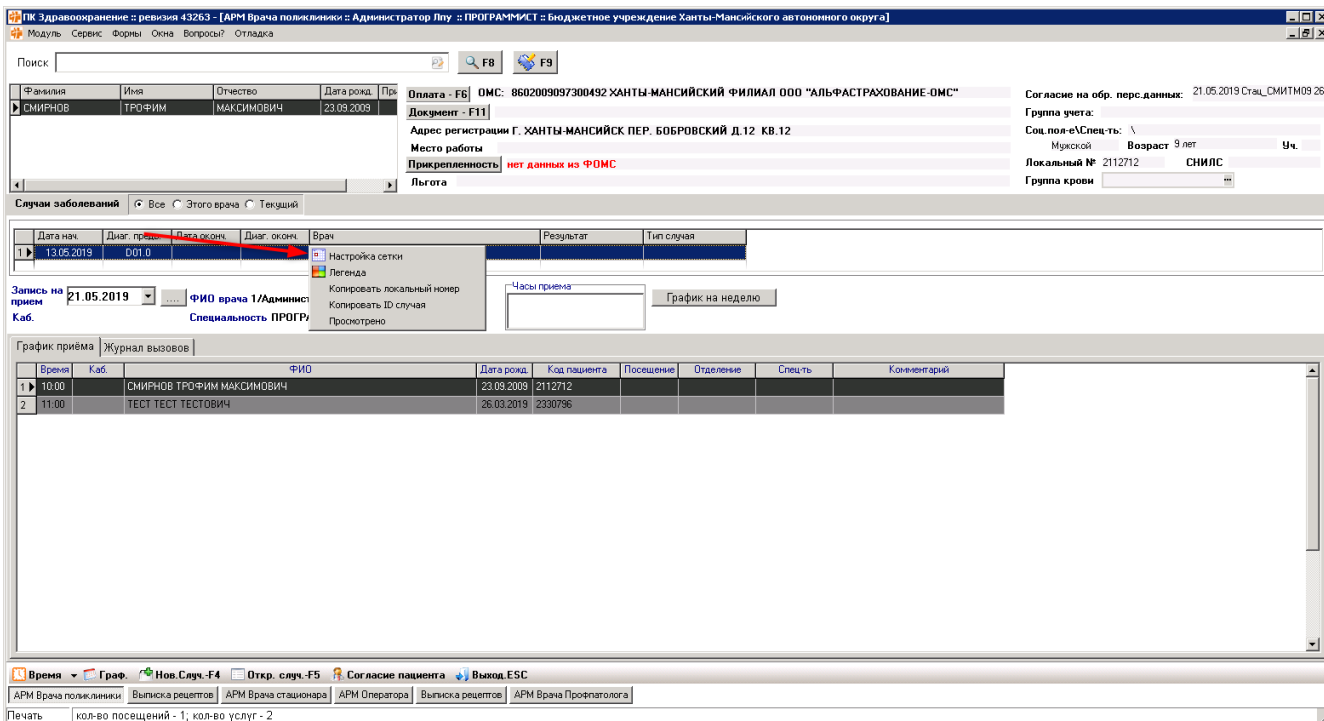 ПК Здравоохранение :: ревизия 43263 - [АРМ Врача поликлиники :: Администратор Лпу :: ПРОГРАММИСТ :: Бюджетное учреждение Ханты-Мансийского автономного округа]
Модуль Сервис Формы Окна Вопросы? Отладка
Поиск F8 F9
Фамилия Имя Отчество Дата рожд. При
СМИРНОВ ТРОФИМ МАКСИМОВИЧ 23.09.2009
Оплата - F6 ОМС: 8602009097300492 ХАНТЫ-МАНСИЙСКИЙ ФИЛИАЛ ООО "АЛЬФАСТРАХОВАНИЕ-ОМС"
Документ - F11
Адрес регистрации Г. ХАНТЫ-МАНСИЙСК ПЕР. БОБРОВСКИЙ Д.12 КВ.12
Место работы
Прикрепленность нет данных из ФОМС
Льгота
Согласие на обр. перс.данных: 21.05.2019 Стац_СМИТМ09 26
Группа учета:
Соц.пол-е\Спец-ть: \
Мужской Возраст 9 лет Уч.
Локальный № 2112712 СНИЛС
Группа крови ...
Случаи заболеваний Все Этого врача Текущий
Дата нач. Диаг. предв. Дата оконч. Диаг. оконч. Врач Результат Тип случая
1 13.05.2019 D01.0
Настройка сетки
Легенда
Копировать локальный номер
Копировать ID случая
Просмотрено
Запись на прием 21.05.2019 .... ФИО врача 1/Админист
Каб. Специальность ПРОГРА
Часы приема
График на неделю
График приёма Журнал вызовов
Время Каб. ФИО Дата рожд. Код пациента Посещение Отделение Спец-ть Комментарий
1 10:00 СМИРНОВ ТРОФИМ МАКСИМОВИЧ 23.09.2009 2112712
2 11:00 ТЕСТ ТЕСТ ТЕСТОВИЧ 26.03.2019 2330796
Время Граф. Нов.Случ.-F4 Откр. случ.-F5 Согласие пациента Выход.ESC
АРМ Врача поликлиники Выписка рецептов АРМ Врача стационара АРМ Оператора Выписка рецептов АРМ Врача Профпатолога
Печать кол-во посещений - 1; кол-во услуг - 2